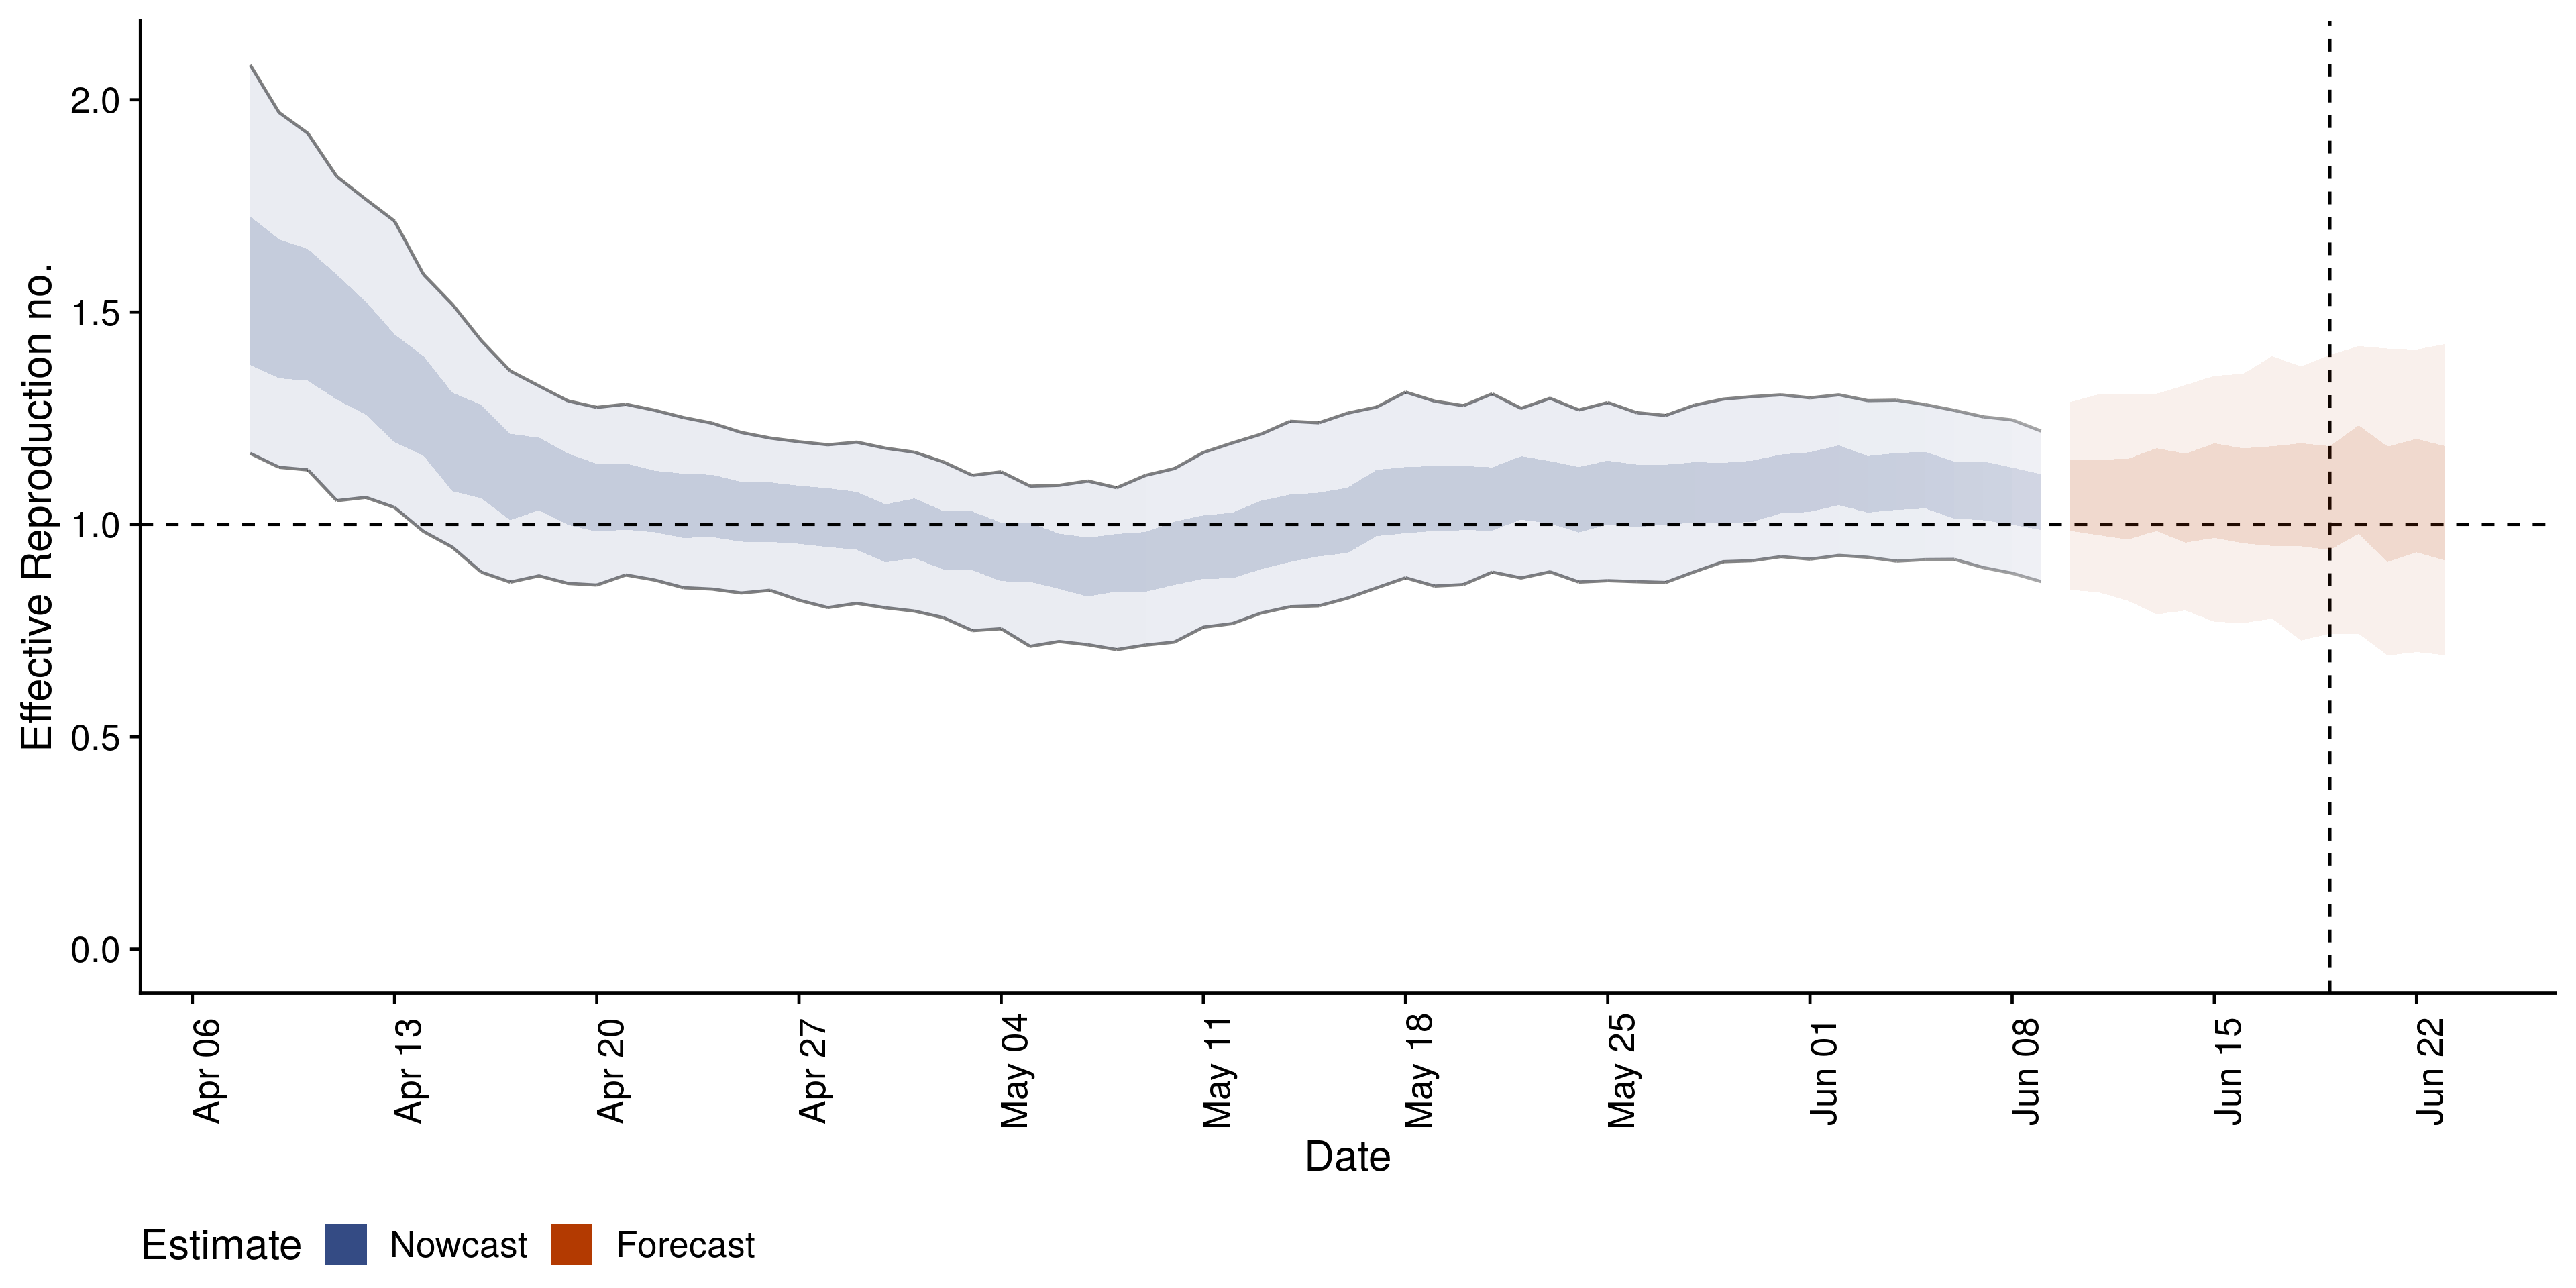 Effective Reproduction no.
2.0
1.5
1.0
0.5
0.0
Apr 06
Apr 13
Apr 20
Apr 27
May 04
May 11
May 18
May 25
Jun 01
Jun 08
Jun 15
Jun 22
Date
Estimate Nowcast Forecast